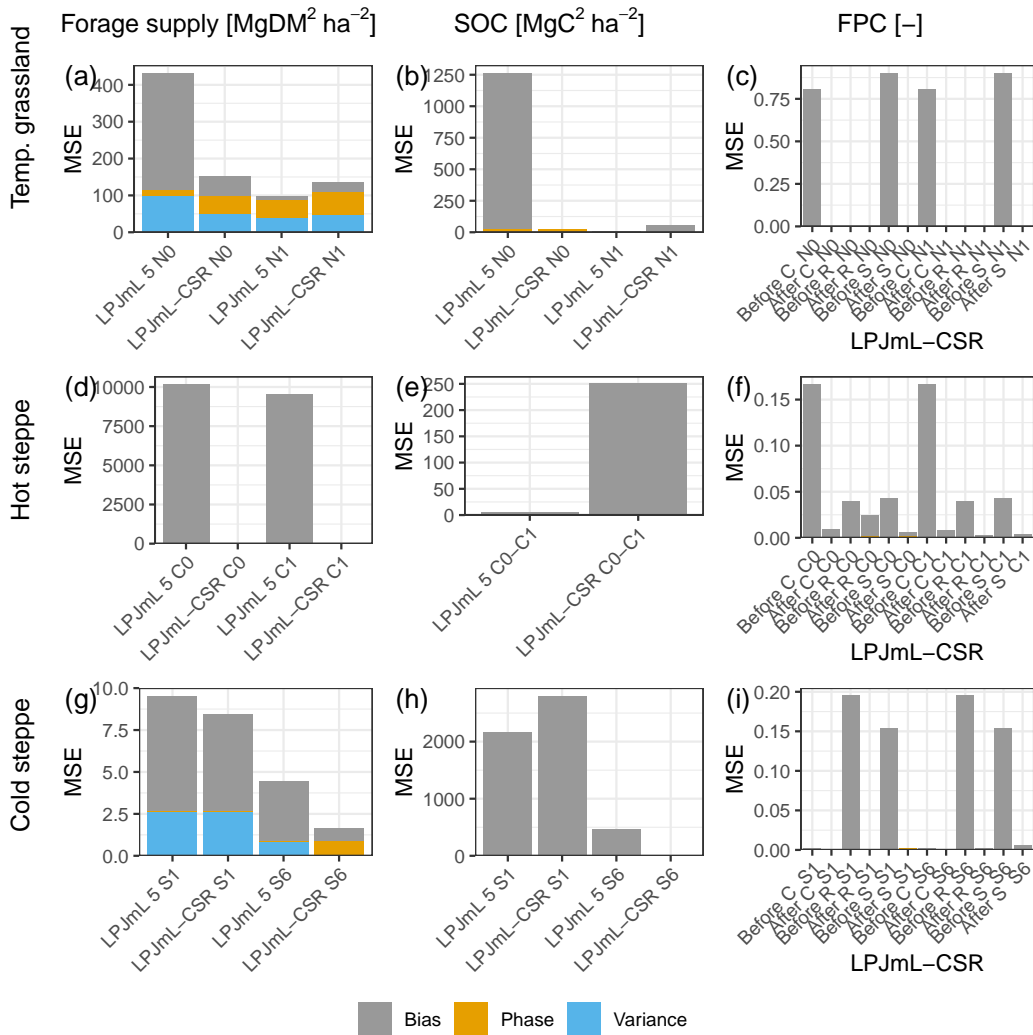 Forage supply [MgDM² ha⁻²]
SOC [MgC² ha⁻²]
FPC [−]
Temp. grassland
(a)
MSE
400
300
200
100
0
LPJmL 5 N0
LPJmL−CSR N0
LPJmL 5 N1
LPJmL−CSR N1
(b)
MSE
1250
1000
750
500
250
0
LPJmL 5 N0
LPJmL−CSR N0
LPJmL 5 N1
LPJmL−CSR N1
(c)
MSE
0.75
0.50
0.25
0.00
Before C N0
After C N0
Before R N0
After R N0
Before S N0
After S N0
Before C N1
After C N1
Before R N1
After R N1
Before S N1
After S N1
LPJmL−CSR
Hot steppe
(d)
MSE
10000
7500
5000
2500
0
LPJmL 5 C0
LPJmL−CSR C0
LPJmL 5 C1
LPJmL−CSR C1
(e)
MSE
250
200
150
100
50
0
LPJmL 5 C0−C1
LPJmL−CSR C0−C1
(f)
MSE
0.15
0.10
0.05
0.00
Before C C0
After C C0
Before R C0
After R C0
Before S C0
After S C0
Before C C1
After C C1
Before R C1
After R C1
Before S C1
After S C1
LPJmL−CSR
Cold steppe
(g)
MSE
10.0
7.5
5.0
2.5
0.0
LPJmL 5 S1
LPJmL−CSR S1
LPJmL 5 S6
LPJmL−CSR S6
(h)
MSE
2000
1000
0
LPJmL 5 S1
LPJmL−CSR S1
LPJmL 5 S6
LPJmL−CSR S6
(i)
MSE
0.20
0.15
0.10
0.05
0.00
Before C S1
After C S1
Before R S1
After R S1
Before S S1
After S S1
Before C S6
After C S6
Before R S6
After R S6
Before S S6
After S S6
LPJmL−CSR
Bias
Phase
Variance